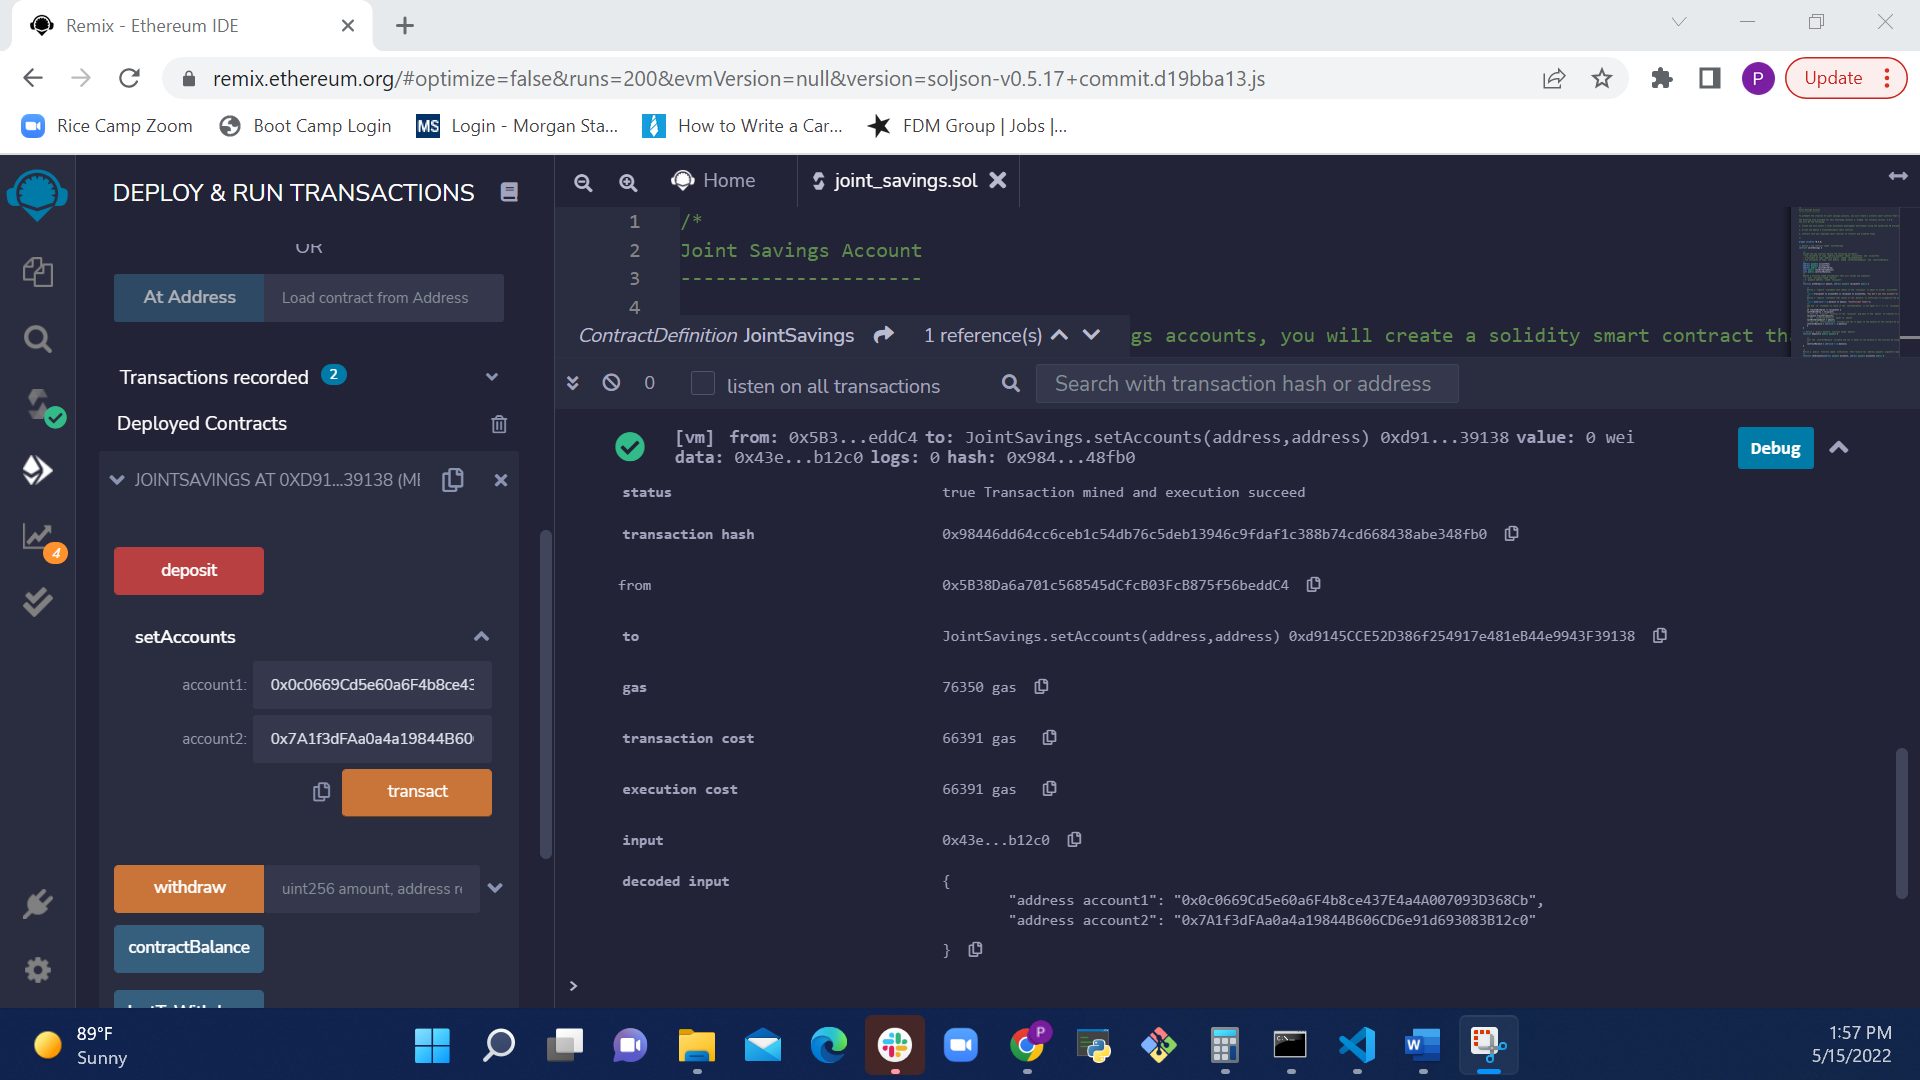 Remix - Ethereum IDE
remix.ethereum.org/#optimize=false&runs=200&evmVersion=null&version=soljson-v0.5.17+commit.d19bba13.js
P
Update
Rice Camp Zoom
Boot Camp Login
MS
Login - Morgan Sta...
How to Write a Car...
FDM Group | Jobs |...
DEPLOY & RUN TRANSACTIONS
OR
At Address
Load contract from Address
Transactions recorded 2
Deployed Contracts
JOINTSAVINGS AT 0XD91...39138 (ME
4
deposit
setAccounts
account1: 0x0c0669Cd5e60a6F4b8ce43
account2: 0x7A1f3dFAa0a4a19844B60
transact
withdraw
uint256 amount, address re
contractBalance
Home
joint_savings.sol
1 /*
2 Joint Savings Account
3 ---------------------
4
ContractDefinition JointSavings
1 reference(s)
gs accounts, you will create a solidity smart contract th
0
listen on all transactions
Search with transaction hash or address
[vm] from: 0x5B3...eddC4 to: JointSavings.setAccounts(address,address) 0xd91...39138 value: 0 wei
data: 0x43e...b12c0 logs: 0 hash: 0x984...48fb0
Debug
status true Transaction mined and execution succeed
transaction hash 0x98446dd64cc6ceb1c54db76c5deb13946c9fdaf1c388b74cd668438abe348fb0
from 0x5B38Da6a701c568545dCfcB03FcB875f56beddC4
to JointSavings.setAccounts(address,address) 0xd9145CCE52D386f254917e481eB44e9943F39138
gas 76350 gas
transaction cost 66391 gas
execution cost 66391 gas
input 0x43e...b12c0
decoded input {
"address account1": "0x0c0669Cd5e60a6F4b8ce437E4a4A007093D368Cb",
"address account2": "0x7A1f3dFAa0a4a19844B606CD6e91d693083B12c0"
}
>
89°F
Sunny
P
1:57 PM
5/15/2022